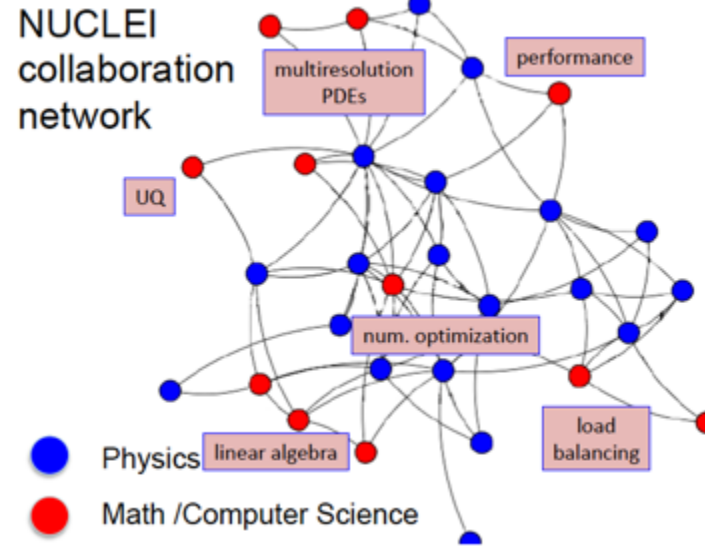 NUCLEI
collaboration
network
multiresolution
PDEs
performance
UQ
num. optimization
linear algebra
load
balancing
Physics
Math /Computer Science